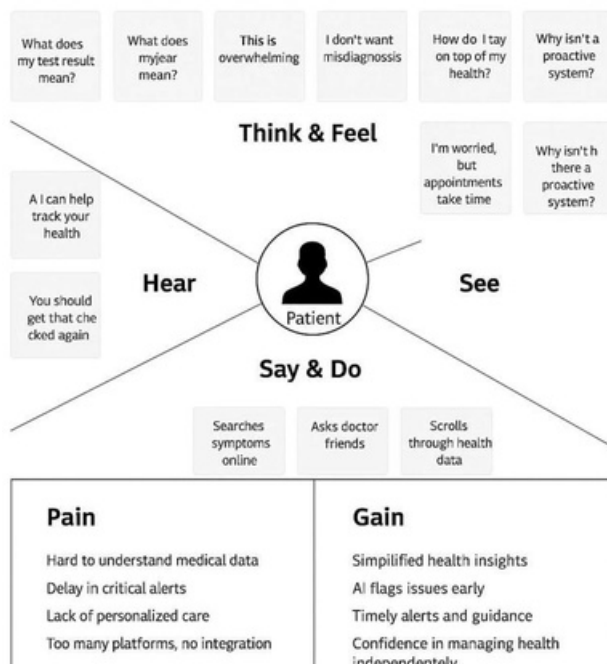 What does
my test result
mean?
What does
myjear
mean?
This is
overwhelming
I don't want
misdiagnosis
How do I tay
on top of my
health?
Why isn't a
proactive
system?
Think & Feel
I'm worried,
but
appointments
take time
Why isn't h
there a
proactive
system?
A I can help
track your
health
You should
get that che
cked again
Hear
Patient
See
Say & Do
Searches
symptoms
online
Asks doctor
friends
Scrolls
through health
data
Pain
Hard to understand medical data
Delay in critical alerts
Lack of personalized care
Too many platforms, no integration
Gain
Simplified health insights
AI flags issues early
Timely alerts and guidance
Confidence in managing health
independently